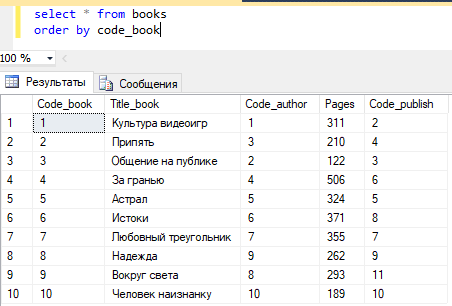 select * from books
order by code_book
100 %
Результаты Сообщения
Code_book Title_book Code_author Pages Code_publish
1 1 Культура видеоигр 1 311 2
2 2 Припять 3 210 4
3 3 Общение на публике 2 122 3
4 4 За гранью 4 506 6
5 5 Астрал 5 324 5
6 6 Истоки 6 371 8
7 7 Любовный треугольник 7 355 7
8 8 Надежда 9 262 9
9 9 Вокруг света 8 293 11
10 10 Человек наизнанку 10 189 10